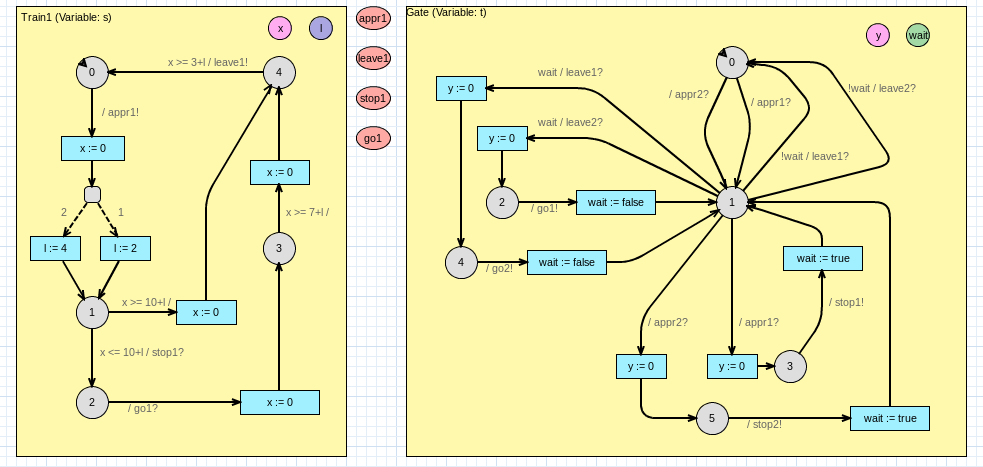 Train1 (Variable: s)
x
l
0
x >= 3+l / leave1!
4
/ appr1!
x := 0
x := 0
2
1
x >= 7+l /
l := 4
l := 2
3
1
x >= 10+l /
x := 0
x <= 10+l / stop1?
2
/ go1?
x := 0
appr1
leave1
stop1
go1
Gate (Variable: t)
y
wait
0
wait / leave1?
y := 0
/ appr2?
/ appr1?
!wait / leave2?
wait / leave2?
y := 0
!wait / leave1?
2
/ go1!
wait := false
1
4
/ go2!
wait := false
wait := true
/ stop1!
/ appr2?
/ appr1?
y := 0
y := 0
3
5
/ stop2!
wait := true